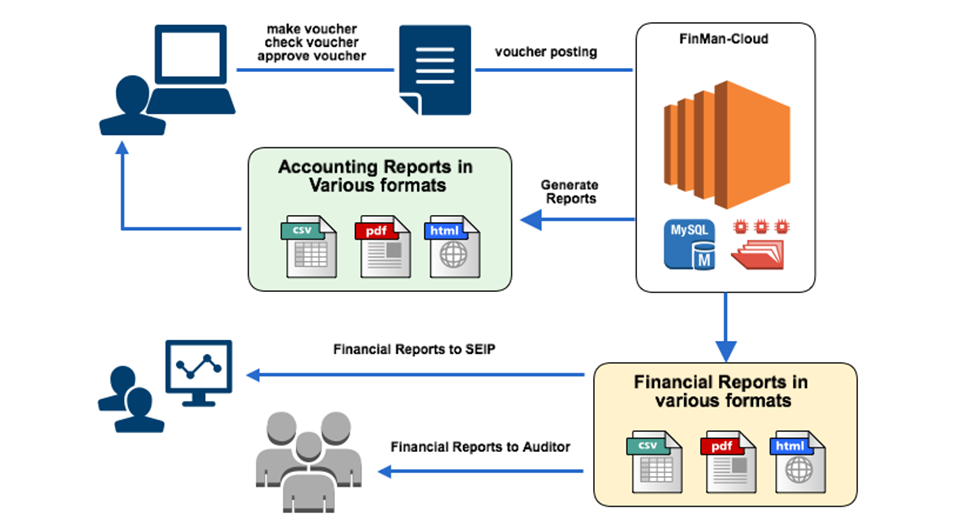 make voucher
check voucher
approve voucher
voucher posting
FinMan-Cloud
MySQL
M
Generate
Reports
Accounting Reports in
Various formats
csv
pdf
html
Financial Reports to SEIP
Financial Reports in
various formats
csv
pdf
html
Financial Reports to Auditor